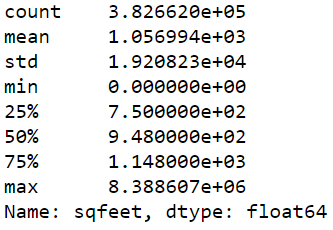 count    3.826620e+05
mean     1.056994e+03
std      1.920823e+04
min      0.000000e+00
25%      7.500000e+02
50%      9.480000e+02
75%      1.148000e+03
max      8.388607e+06
Name: sqfeet, dtype: float64